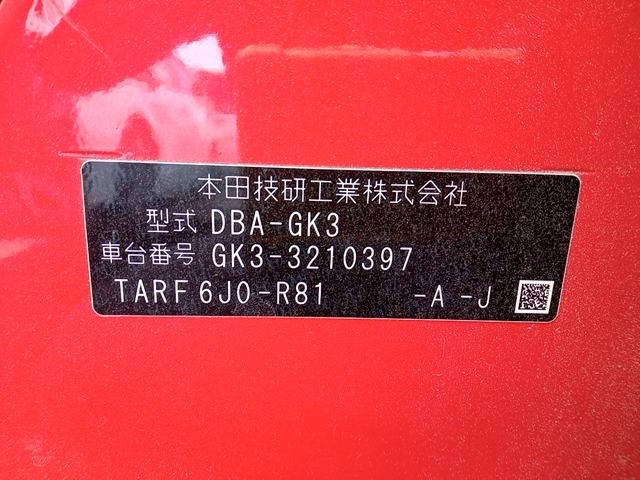 本田技研工業株式会社
型式 DBA-GK3
車台番号 GK3-3210397
TARF6J0-R81 -A -J